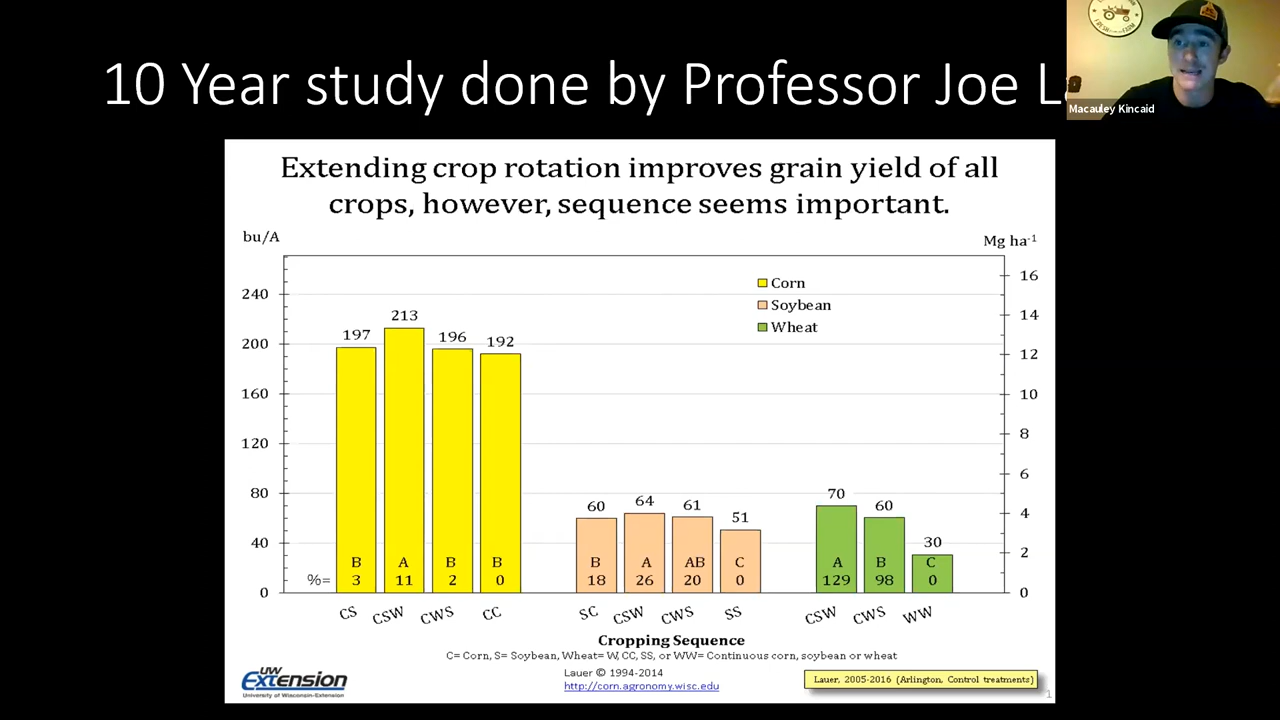 10 Year study done by Professor Joe
Macauley Kincaid
Extending crop rotation improves grain yield of all
crops, however, sequence seems important.
bu/A
Mg ha-1
Corn
Soybean
Wheat
240
200
160
120
80
40
0
16
14
12
10
8
6
4
2
0
197 213 196 192
60 64 61 51
70 60 30
B A B B B A AB C A B C
%= 3 11 2 0 18 26 20 0 129 98 0
CS CSW CWS CC SC CSW CWS SS CSW CWS WW
Cropping Sequence
C= Corn, S= Soybean, Wheat= W, CC, SS, or WW= Continuous corn, soybean or wheat
UW
Extension
University of Wisconsin-Extension
Lauer © 1994-2014
http://corn.agronomy.wisc.edu
Lauer, 2005-2016 (Arlington, Control treatments)
1